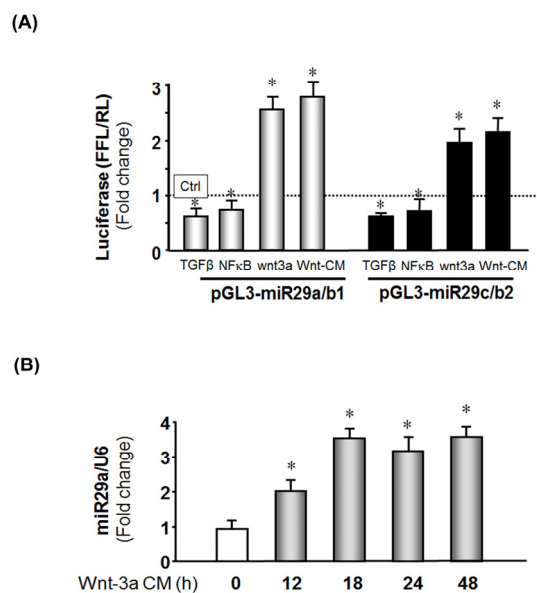 (A)
Luciferase (FFL/RL)
(Fold change)
3
2
1
0
Ctrl
* * * * * * * *
TGFβ NFκB wnt3a Wnt-CM TGFβ NFκB wnt3a Wnt-CM
pGL3-miR29a/b1 pGL3-miR29c/b2
(B)
miR29a/U6
(Fold change)
4
3
2
1
0
* * * *
Wnt-3a CM (h) 0 12 18 24 48